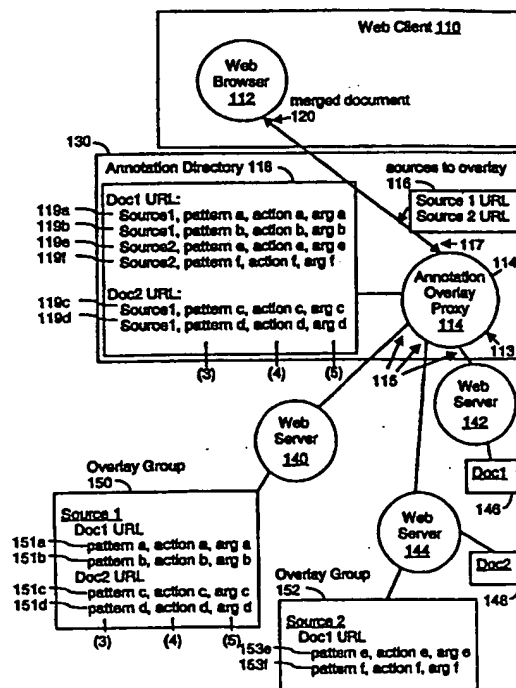 Web Client 110
Web
Browser
112
merged document
120
130
Annotation Directory 118
sources to overlay
116
Source 1 URL
Source 2 URL
Doc1 URL:
119a Source1, pattern a, action a, arg a
119b Source1, pattern b, action b, arg b
119e Source2, pattern e, action e, arg e
119f Source2, pattern f, action f, arg f
Doc2 URL:
119c Source1, pattern c, action c, arg c
119d Source1, pattern d, action d, arg d
(3) (4) (5)
117
114
Annotation
Overlay
Proxy
114
113
115
Web
Server
142
Web
Server
140
Doc1
146
Overlay Group
150
Source 1
Doc1 URL
151a pattern a, action a, arg a
151b pattern b, action b, arg b
Doc2 URL
151c pattern c, action c, arg c
151d pattern d, action d, arg d
(3) (4) (5)
Web
Server
144
Doc2
148
Overlay Group
152
Source 2
Doc1 URL
153e pattern e, action e, arg e
153f pattern f, action f, arg f